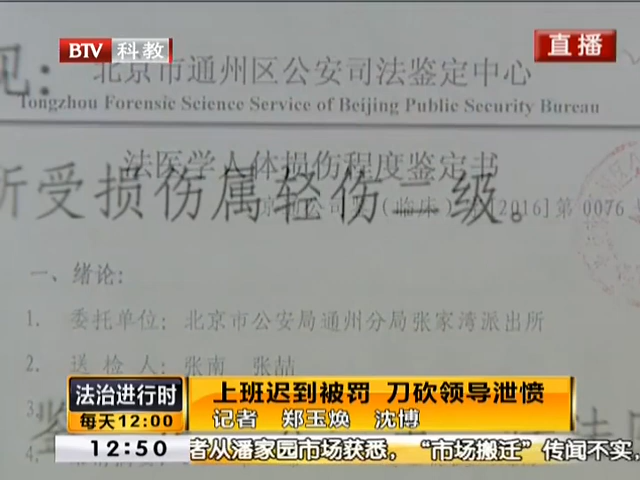 BTV 科教
直播
见：
北京市通州区公安司法鉴定中心
Tongzhou Forensic Science Service of Beijing Public Security Bureau
法医学人体损伤程度鉴定书
所受损伤属轻伤二级。
（临床）
[2016]第 0076
一、绪论：
1. 委托单位：北京市公安局通州分局张家湾派出所
2. 送检人：张南 张喆
3.
法治进行时
每天12:00
上班迟到被罚 刀砍领导泄愤
记者 郑玉焕 沈博
4.
12:50
者从潘家园市场获悉，“市场搬迁”传闻不实，